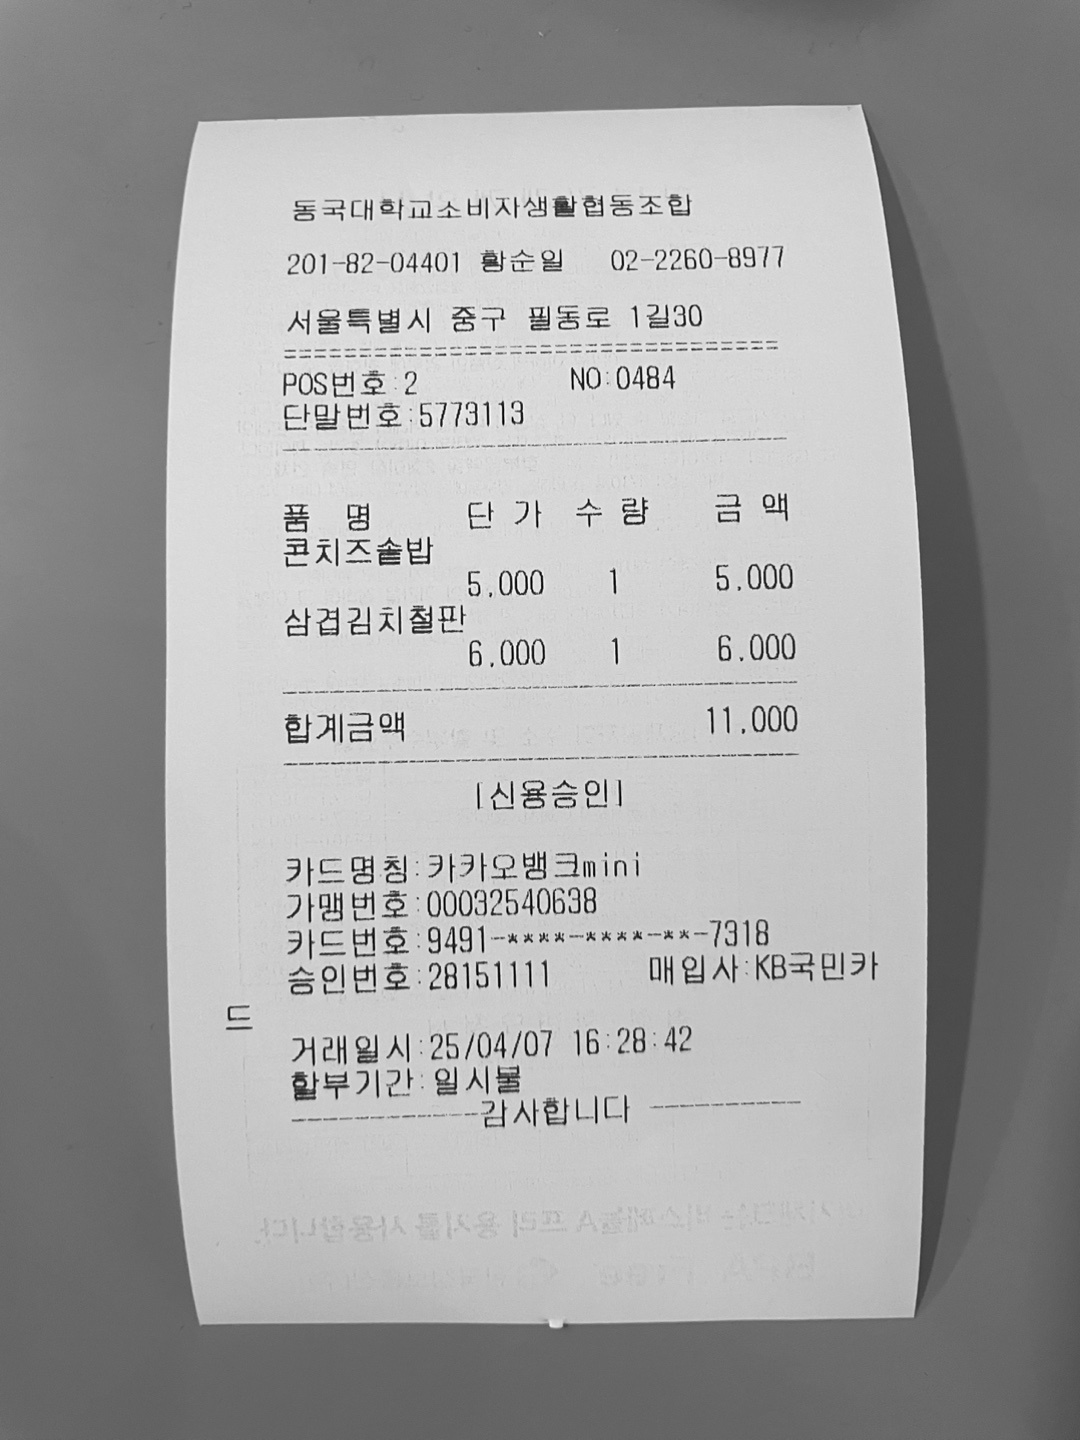 동국대학교소비자생활협동조합
201-82-04401 황순일 02-2260-8977
서울특별시 중구 필동로 1길30
=================================
POS번호:2 NO:0484
단말번호:5773113
품 명 단 가 수 량 금 액
콘치즈솥밥
5,000 1 5,000
삼겹김치철판
6,000 1 6,000
합계금액 11,000
[신용승인]
카드명칭:카카오뱅크mini
가맹번호:00032540638
카드번호:9491-****-****-**-7318
승인번호:28151111 매입사:KB국민카
드
거래일시:25/04/07 16:28:42
할부기간:일시불
-------------감사합니다 ----------